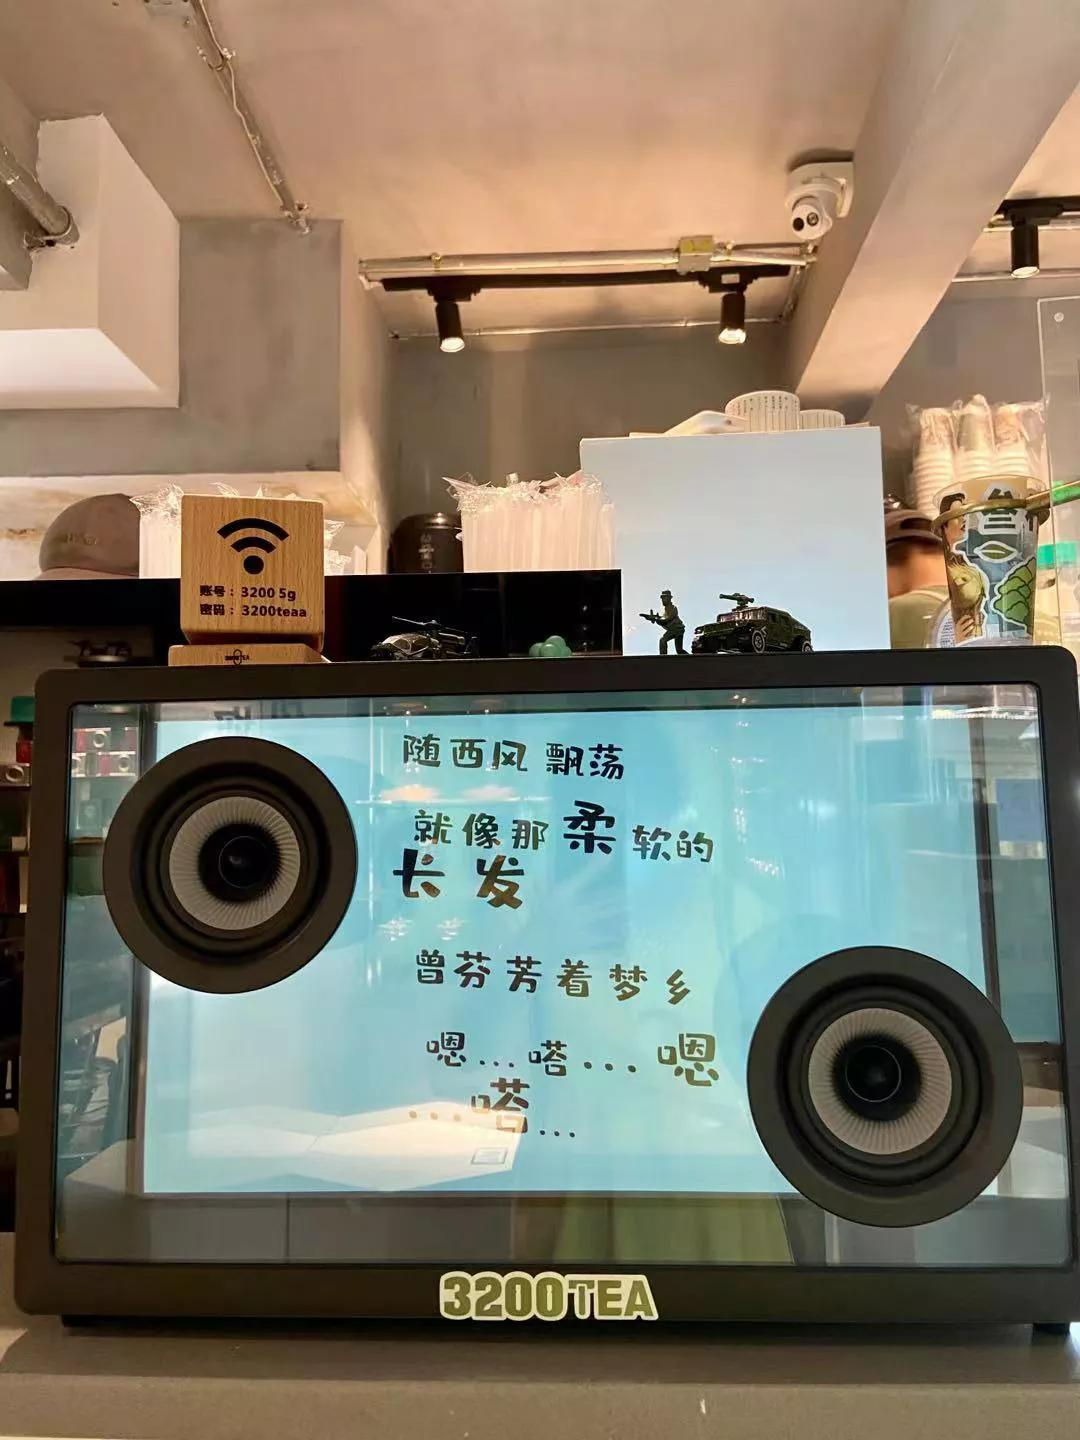 账号：3200 5g
密码：3200teaa
随西风 飘荡
就像那柔软的
长发
曾芬芳着梦乡
嗯...嗒...嗯
...嗒...
3200TEA